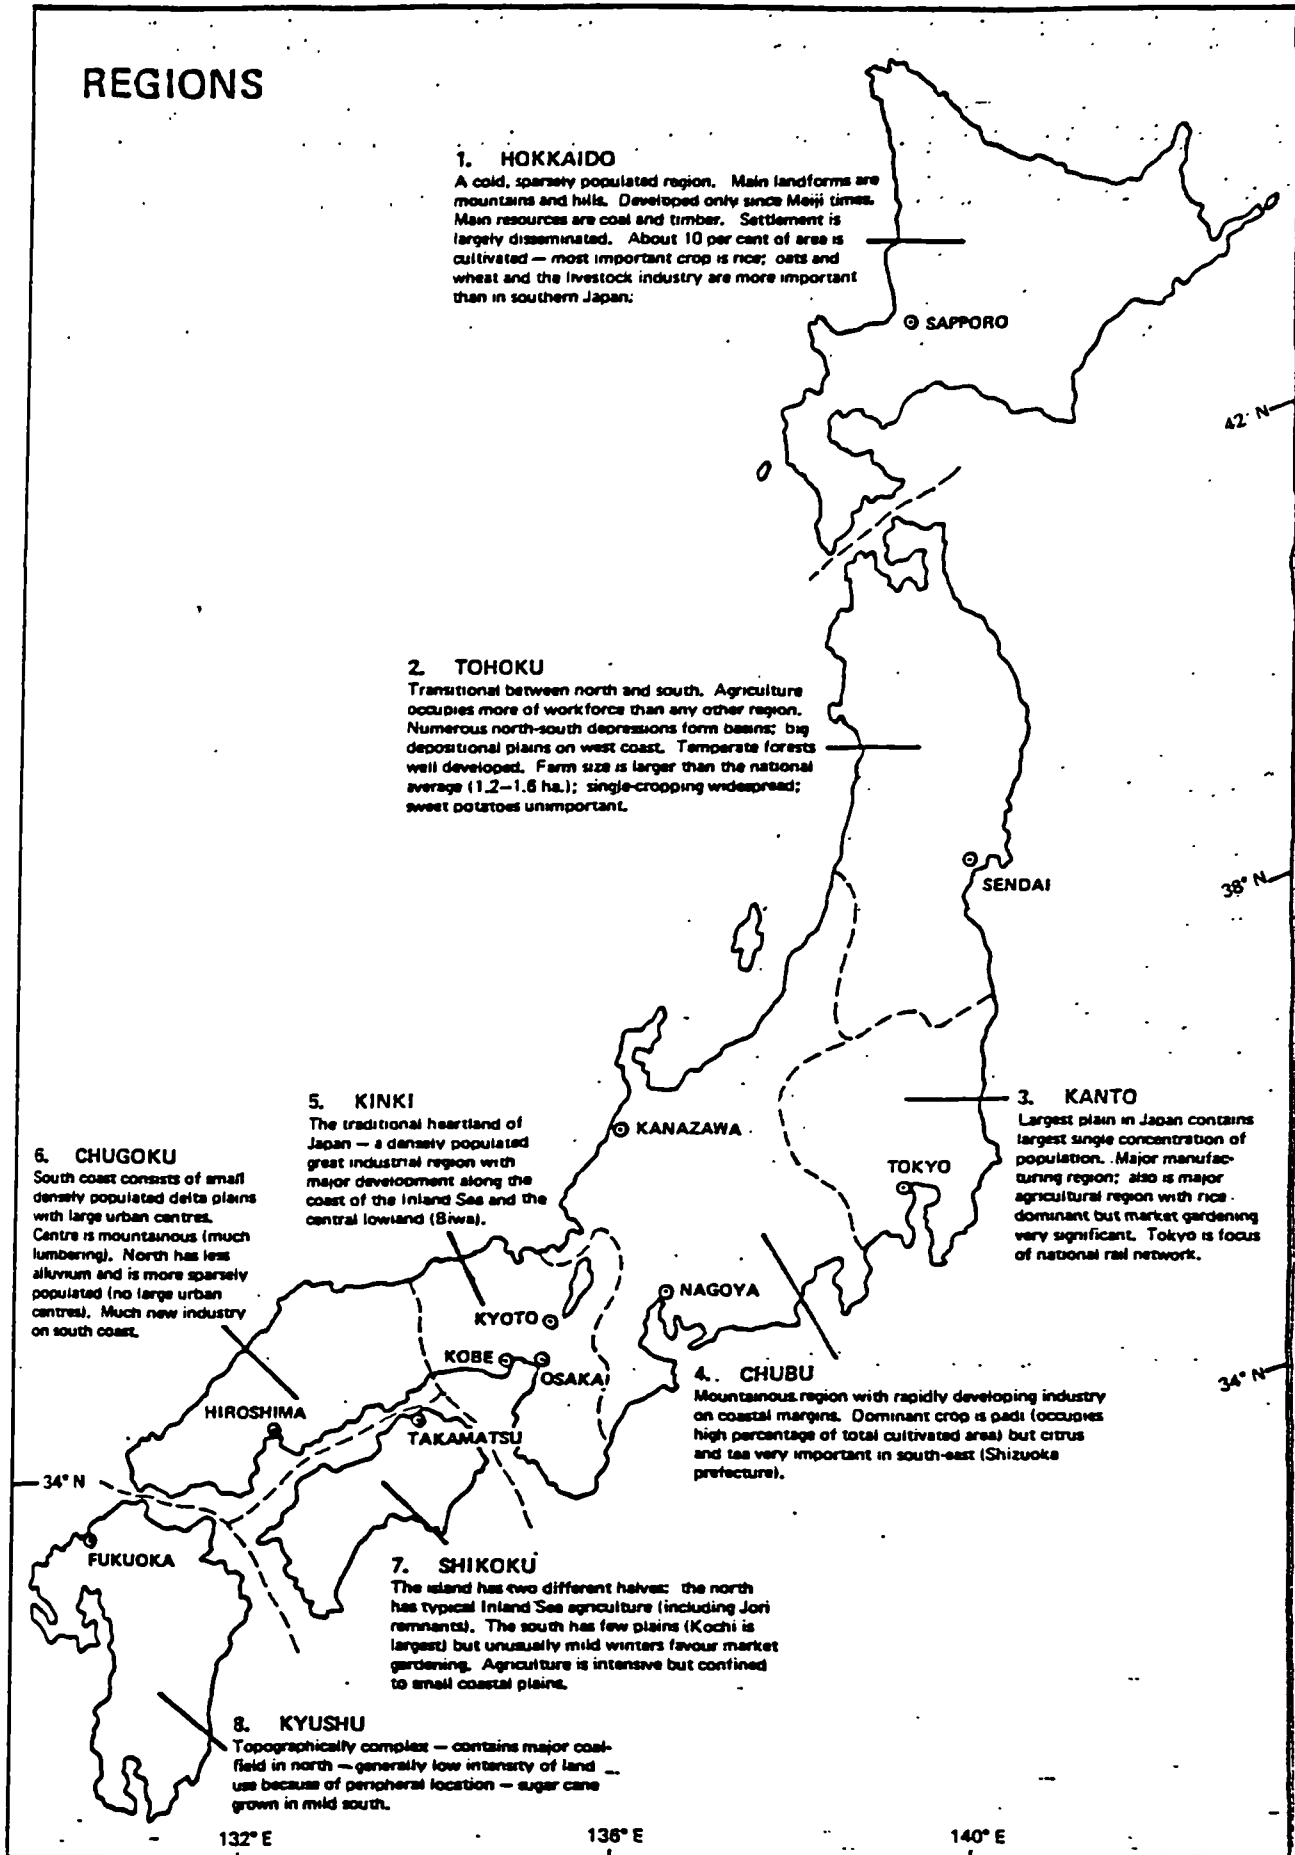 REGIONS
1. HOKKAIDO
A cold, sparsely populated region. Main landforms are
mountains and hills. Developed only since Meiji times.
Main resources are coal and timber. Settlement is
largely disseminated. About 10 per cent of area is
cultivated — most important crop is rice; oats and
wheat and the livestock industry are more important
than in southern Japan;
SAPPORO
42° N
2. TOHOKU
Transitional between north and south. Agriculture
occupies more of workforce than any other region.
Numerous north-south depressions form basins; big
depositional plains on west coast. Temperate forests
well developed. Farm size is larger than the national
average (1.2—1.6 ha.); single-cropping widespread;
sweet potatoes unimportant.
SENDAI
38° N
3. KANTO
Largest plain in Japan contains
largest single concentration of
population. Major manufac-
turing region; also is major
agricultural region with rice
dominant but market gardening
very significant. Tokyo is focus
of national rail network.
5. KINKI
The traditional heartland of
Japan — a densely populated
great industrial region with
major development along the
coast of the Inland Sea and the
central lowland (Biwa).
KANAZAWA
TOKYO
6. CHUGOKU
South coast consists of small
densely populated delta plains
with large urban centres.
Centre is mountainous (much
lumbering). North has less
alluvium and is more sparsely
populated (no large urban
centres). Much new industry
on south coast.
NAGOYA
KYOTO
KOBE
OSAKA
34° N
4. CHUBU
Mountainous region with rapidly developing industry
on coastal margins. Dominant crop is padi (occupies
high percentage of total cultivated area) but citrus
and tea very important in south-east (Shizuoka
prefecture).
HIROSHIMA
TAKAMATSU
34° N
FUKUOKA
7. SHIKOKU
The island has two different halves: the north
has typical Inland Sea agriculture (including Jori
remnants). The south has few plains (Kochi is
largest) but unusually mild winters favour market
gardening. Agriculture is intensive but confined
to small coastal plains.
8. KYUSHU
Topographically complex — contains major coal-
field in north — generally low intensity of land
use because of peripheral location — sugar cane
grown in mild south.
132° E
136° E
140° E